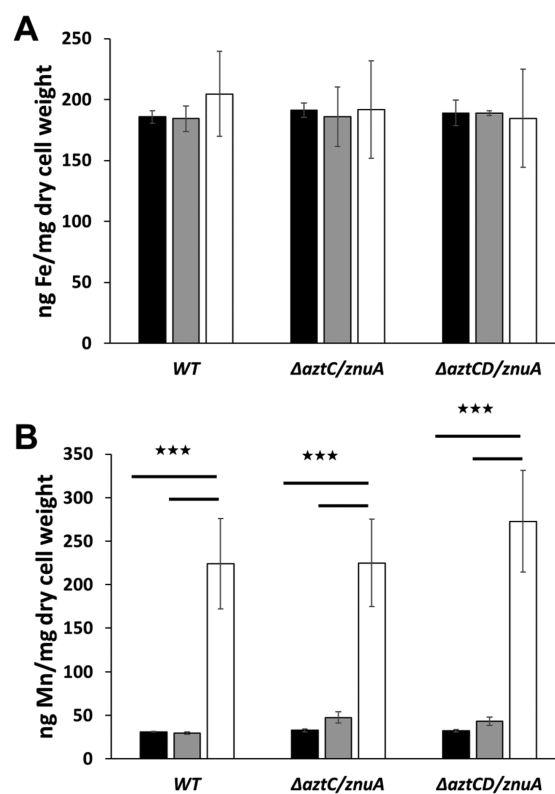 A
ng Fe/mg dry cell weight
250
200
150
100
50
0
WT
ΔaztC/znuA
ΔaztCD/znuA
B
ng Mn/mg dry cell weight
350
300
250
200
150
100
50
0
★★★
★★★
★★★
WT
ΔaztC/znuA
ΔaztCD/znuA